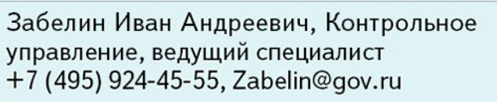 Забелин Иван Андреевич, Контрольное
управление, ведущий специалист
+7 (495) 924-45-55, Zabelin@gov.ru